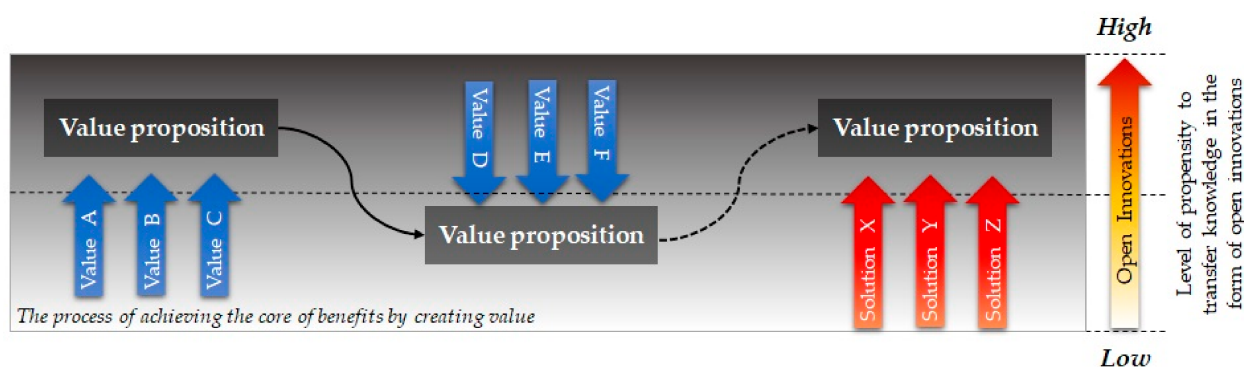 High
Value proposition
Value D
Value E
Value F
Value proposition
Value A
Value B
Value C
Value proposition
Solution X
Solution Y
Solution Z
The process of achieving the core of benefits by creating value
Open Innovations
Level of propensity to
transfer knowledge in the
form of open innovations
Low